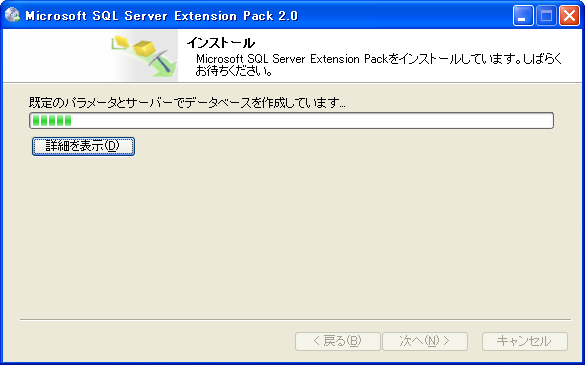 Microsoft SQL Server Extension Pack 2.0
インストール
Microsoft SQL Server Extension Packをインストールしています。しばらく
お待ちください。
既定のパラメータとサーバーでデータベースを作成しています...
詳細を表示(D)
< 戻る(B)
次へ(N) >
キャンセル